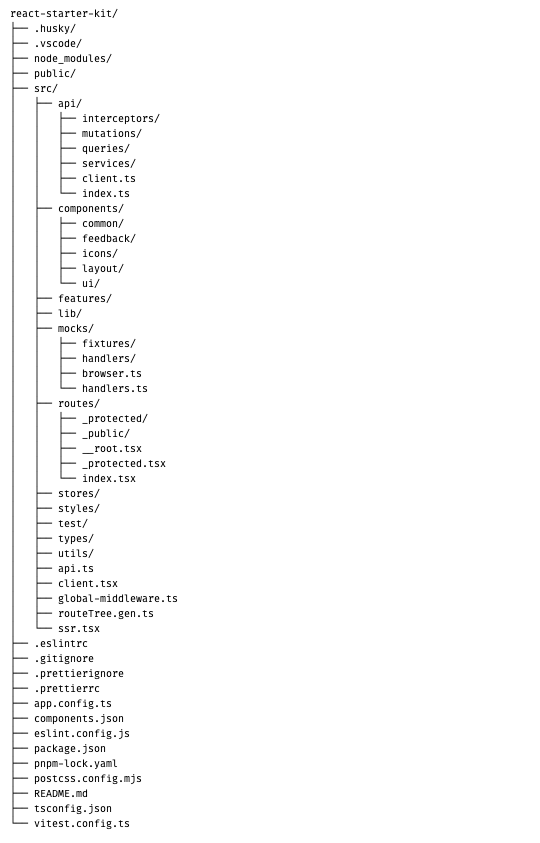 react-starter-kit/
├── .husky/
├── .vscode/
├── node_modules/
├── public/
├── src/
│   ├── api/
│   │   ├── interceptors/
│   │   ├── mutations/
│   │   ├── queries/
│   │   ├── services/
│   │   ├── client.ts
│   │   └── index.ts
│   ├── components/
│   │   ├── common/
│   │   ├── feedback/
│   │   ├── icons/
│   │   ├── layout/
│   │   └── ui/
│   ├── features/
│   ├── lib/
│   ├── mocks/
│   │   ├── fixtures/
│   │   ├── handlers/
│   │   ├── browser.ts
│   │   └── handlers.ts
│   ├── routes/
│   │   ├── _protected/
│   │   ├── _public/
│   │   ├── __root.tsx
│   │   ├── _protected.tsx
│   │   └── index.tsx
│   ├── stores/
│   ├── styles/
│   ├── test/
│   ├── types/
│   ├── utils/
│   ├── api.ts
│   ├── client.tsx
│   ├── global-middleware.ts
│   ├── routeTree.gen.ts
│   └── ssr.tsx
├── .eslintrc
├── .gitignore
├── .prettierignore
├── .prettierrc
├── app.config.ts
├── components.json
├── eslint.config.js
├── package.json
├── pnpm-lock.yaml
├── postcss.config.mjs
├── README.md
├── tsconfig.json
└── vitest.config.ts